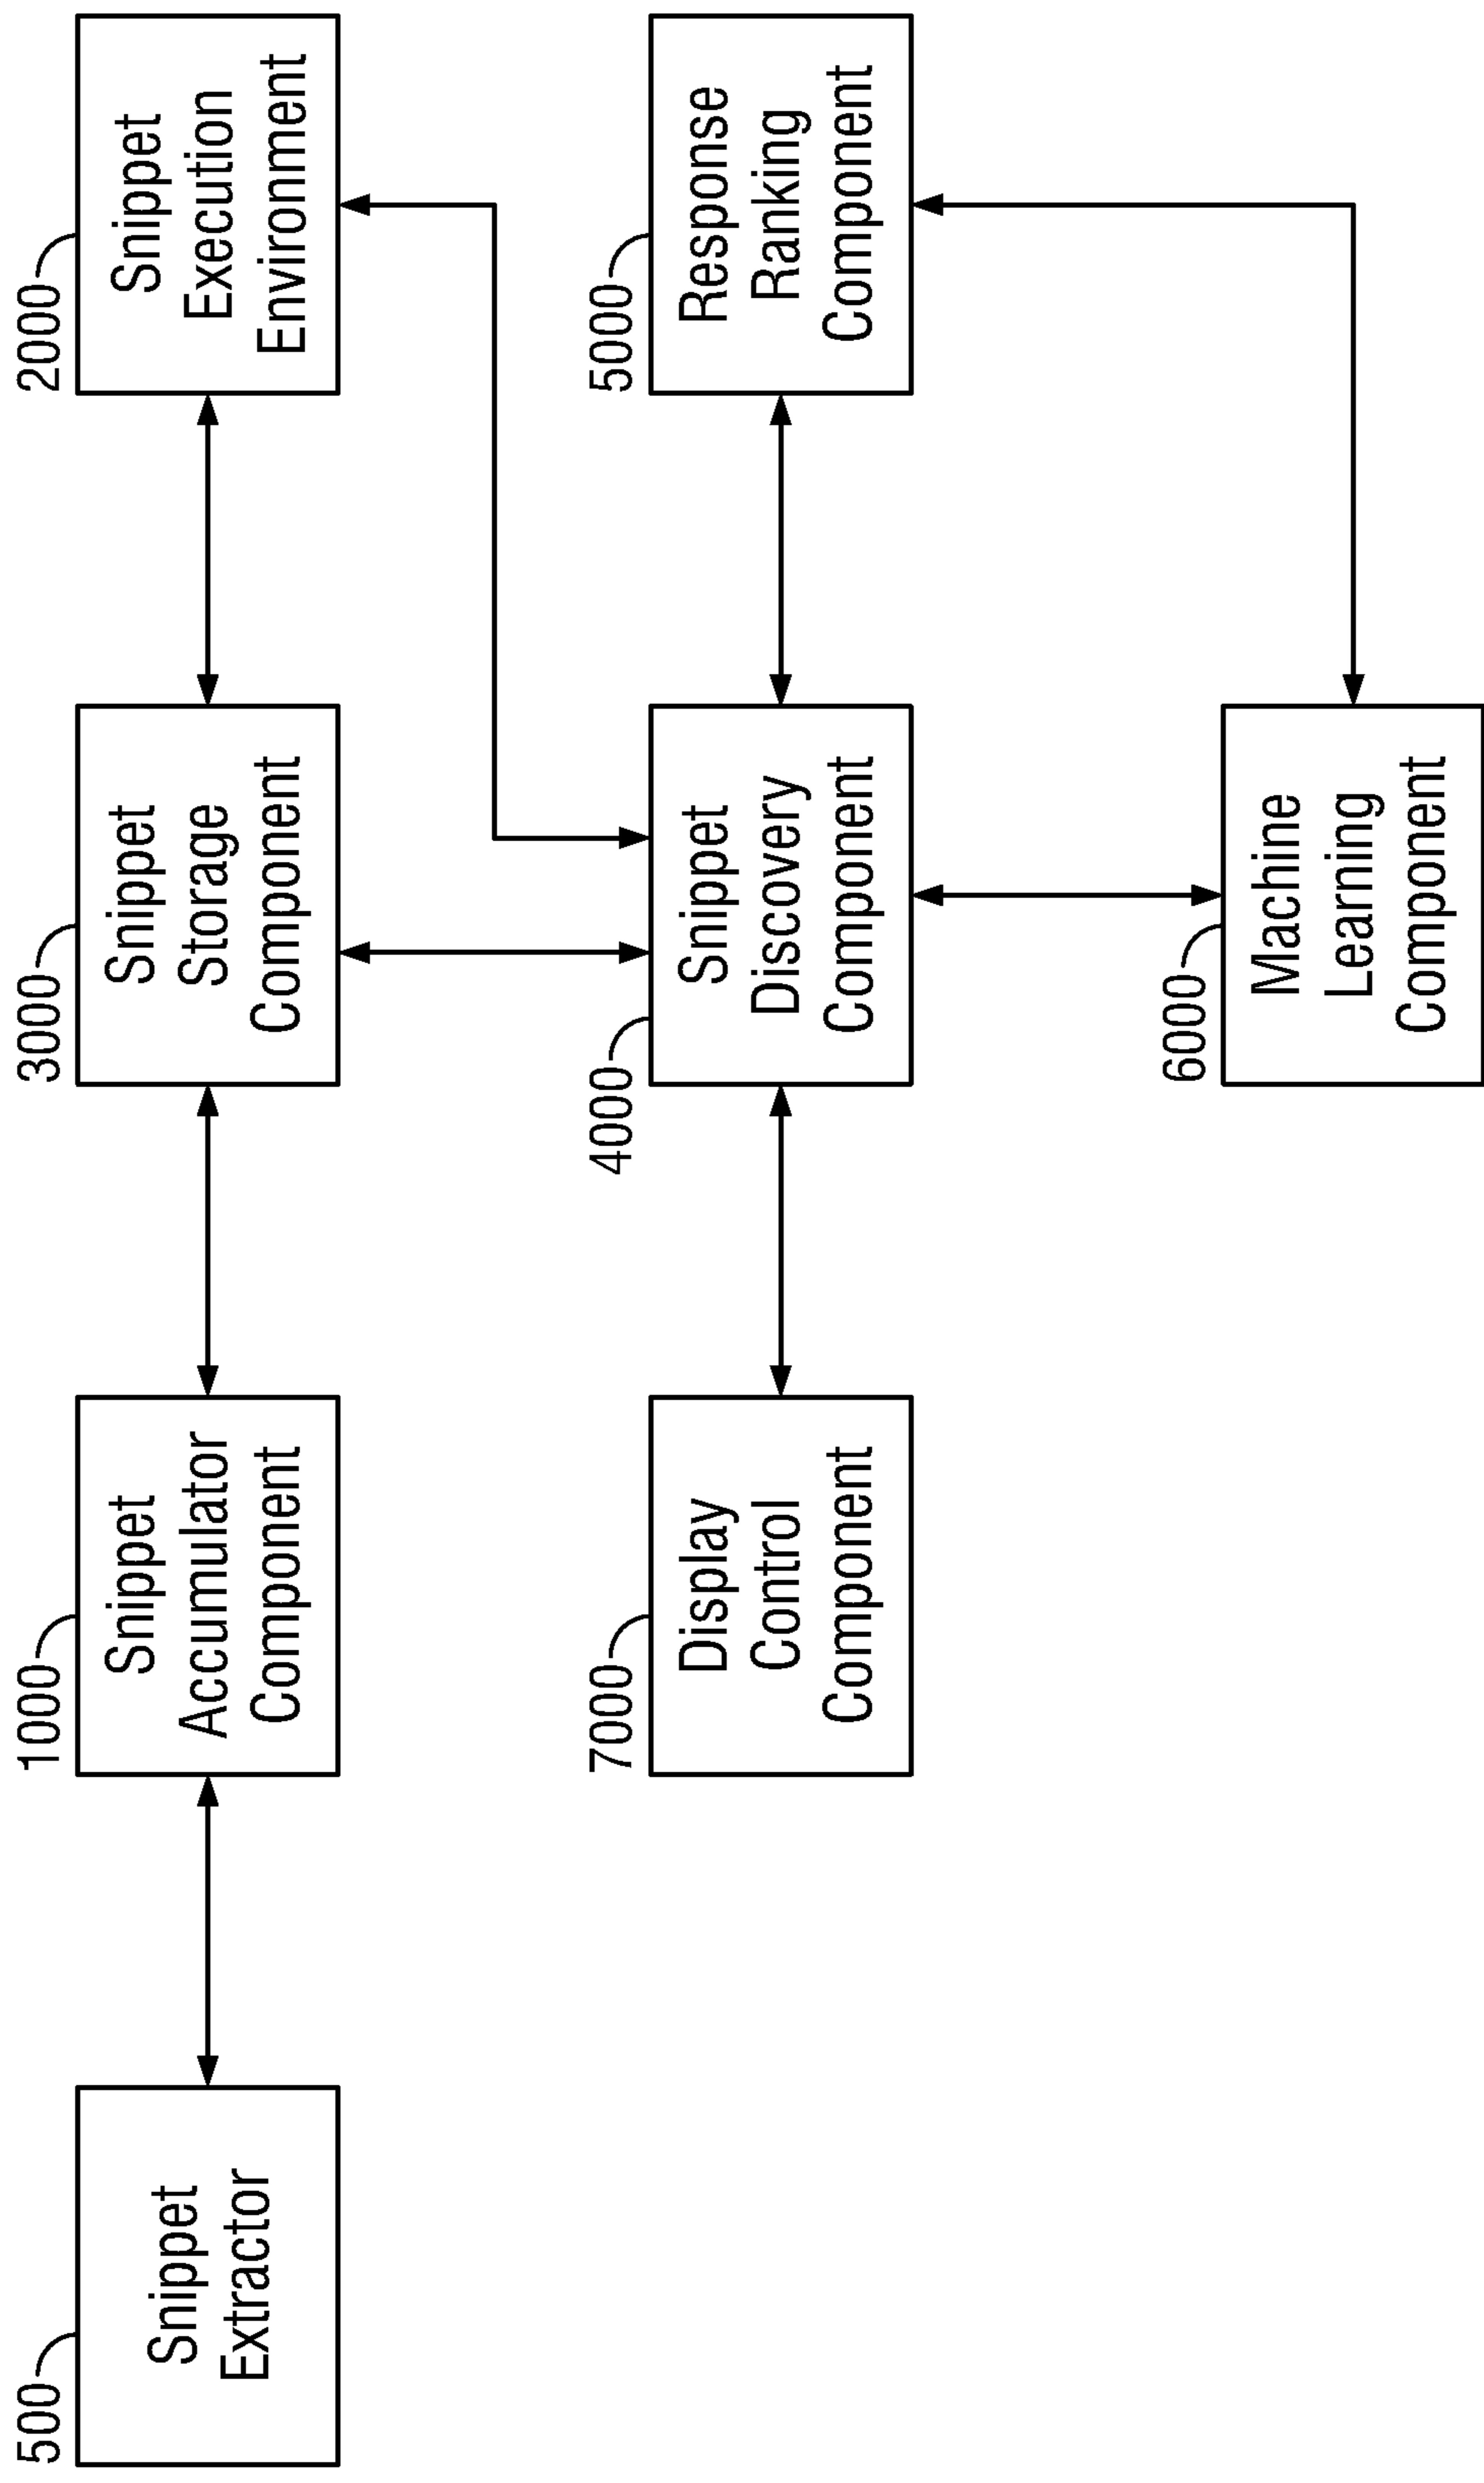 500
Snippet
Extractor
1000
Snippet
Accumulator
Component
3000
Snippet
Storage
Component
2000
Snippet
Execution
Environment
7000
Display
Control
Component
4000
Snippet
Discovery
Component
5000
Response
Ranking
Component
6000
Machine
Learning
Component